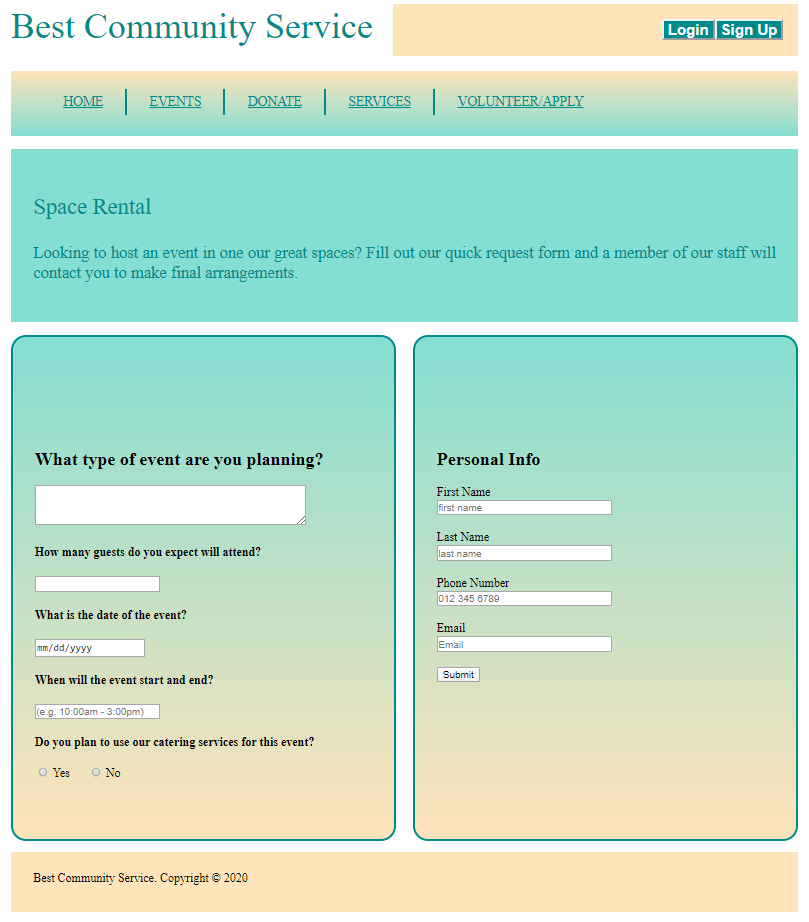 Best Community Service
Login Sign Up
HOME EVENTS DONATE SERVICES VOLUNTEER/APPLY
Space Rental
Looking to host an event in one our great spaces? Fill out our quick request form and a member of our staff will
contact you to make final arrangements.
What type of event are you planning?
How many guests do you expect will attend?
What is the date of the event?
mm/dd/yyyy
When will the event start and end?
(e.g. 10:00am - 3:00pm)
Do you plan to use our catering services for this event?
Yes No
Personal Info
First Name
first name
Last Name
last name
Phone Number
012 345 6789
Email
Email
Submit
Best Community Service. Copyright © 2020